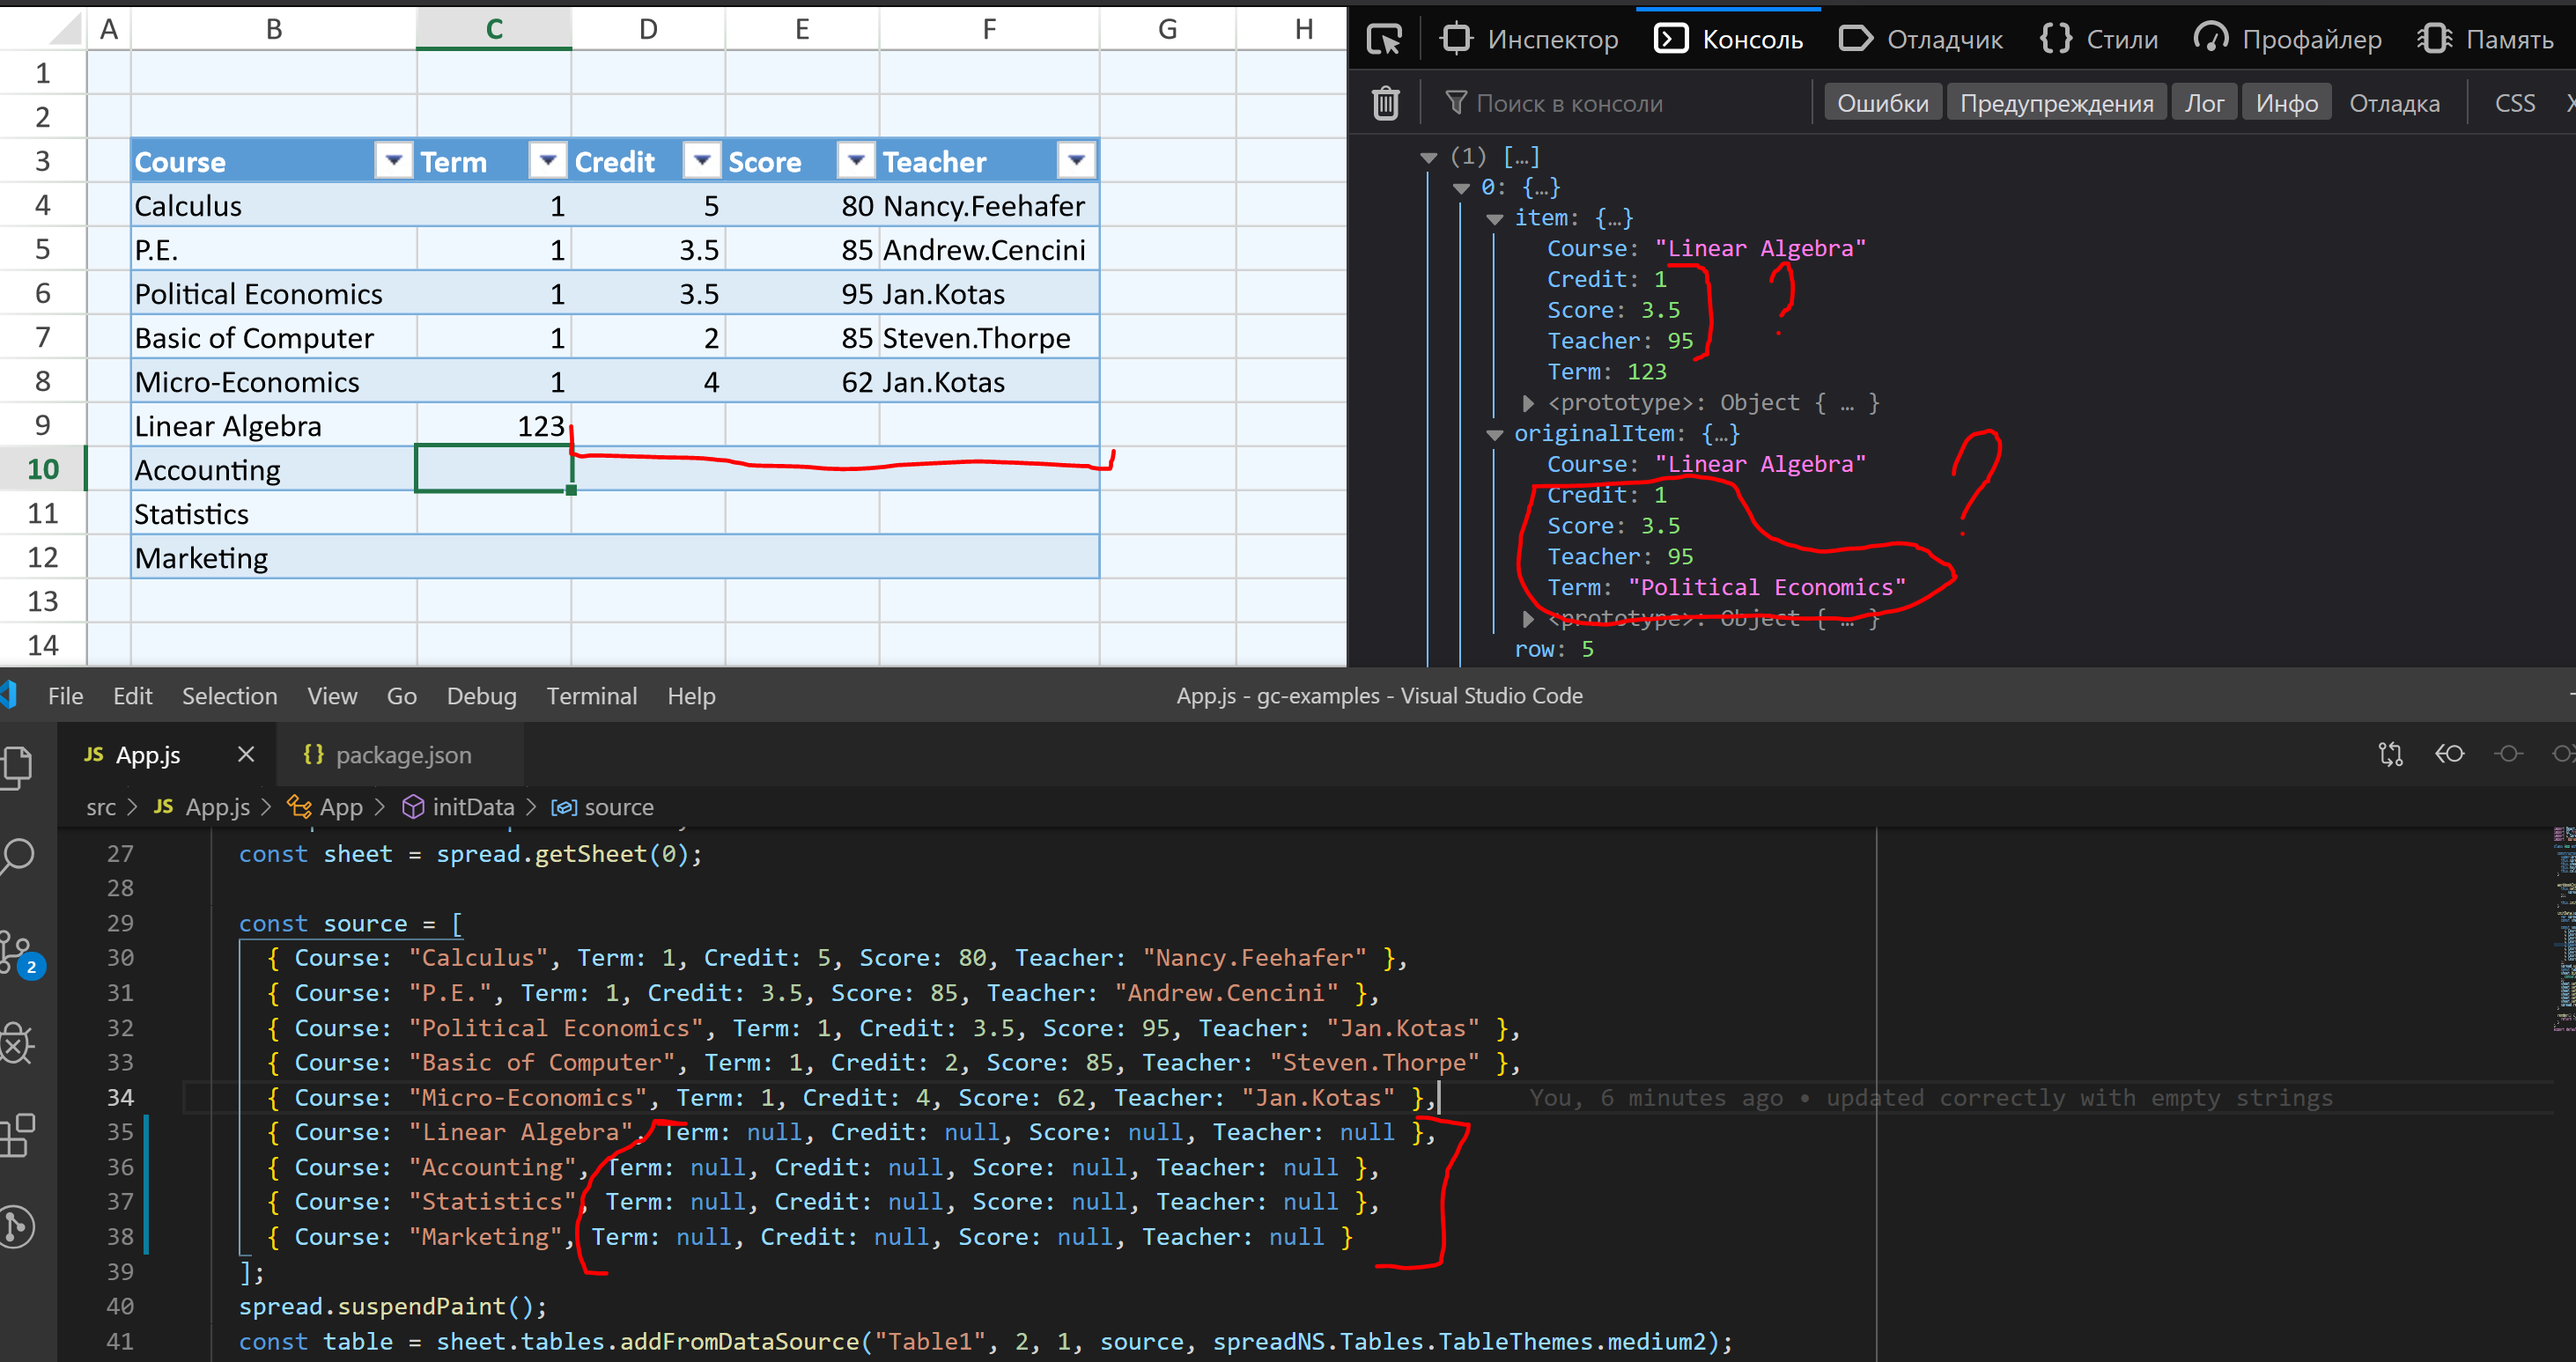 A B C D E F G H
1
2
3 Course Term Credit Score Teacher
4 Calculus 1 5 80 Nancy.Feehafer
5 P.E. 1 3.5 85 Andrew.Cencini
6 Political Economics 1 3.5 95 Jan.Kotas
7 Basic of Computer 1 2 85 Steven.Thorpe
8 Micro-Economics 1 4 62 Jan.Kotas
9 Linear Algebra 123
10 Accounting
11 Statistics
12 Marketing
13
14
Инспектор Консоль Отладчик Стили Профайлер Память
Поиск в консоли Ошибки Предупреждения Лог Инфо Отладка CSS
(1) […]
0: {…}
item: {…}
Course: "Linear Algebra"
Credit: 1
Score: 3.5
Teacher: 95
Term: 123
<prototype>: Object { … }
originalItem: {…}
Course: "Linear Algebra"
Credit: 1
Score: 3.5
Teacher: 95
Term: "Political Economics"
<prototype>: Object { … }
row: 5
?
?
File Edit Selection View Go Debug Terminal Help App.js - gc-examples - Visual Studio Code
JS App.js {} package.json
src > JS App.js > App > initData > source
2
27 const sheet = spread.getSheet(0);
28
29 const source = [
30 { Course: "Calculus", Term: 1, Credit: 5, Score: 80, Teacher: "Nancy.Feehafer" },
31 { Course: "P.E.", Term: 1, Credit: 3.5, Score: 85, Teacher: "Andrew.Cencini" },
32 { Course: "Political Economics", Term: 1, Credit: 3.5, Score: 95, Teacher: "Jan.Kotas" },
33 { Course: "Basic of Computer", Term: 1, Credit: 2, Score: 85, Teacher: "Steven.Thorpe" },
34 { Course: "Micro-Economics", Term: 1, Credit: 4, Score: 62, Teacher: "Jan.Kotas" }, You, 6 minutes ago • updated correctly with empty strings
35 { Course: "Linear Algebra", Term: null, Credit: null, Score: null, Teacher: null },
36 { Course: "Accounting", Term: null, Credit: null, Score: null, Teacher: null },
37 { Course: "Statistics", Term: null, Credit: null, Score: null, Teacher: null },
38 { Course: "Marketing", Term: null, Credit: null, Score: null, Teacher: null }
39 ];
40 spread.suspendPaint();
41 const table = sheet.tables.addFromDataSource("Table1", 2, 1, source, spreadNS.Tables.TableThemes.medium2);